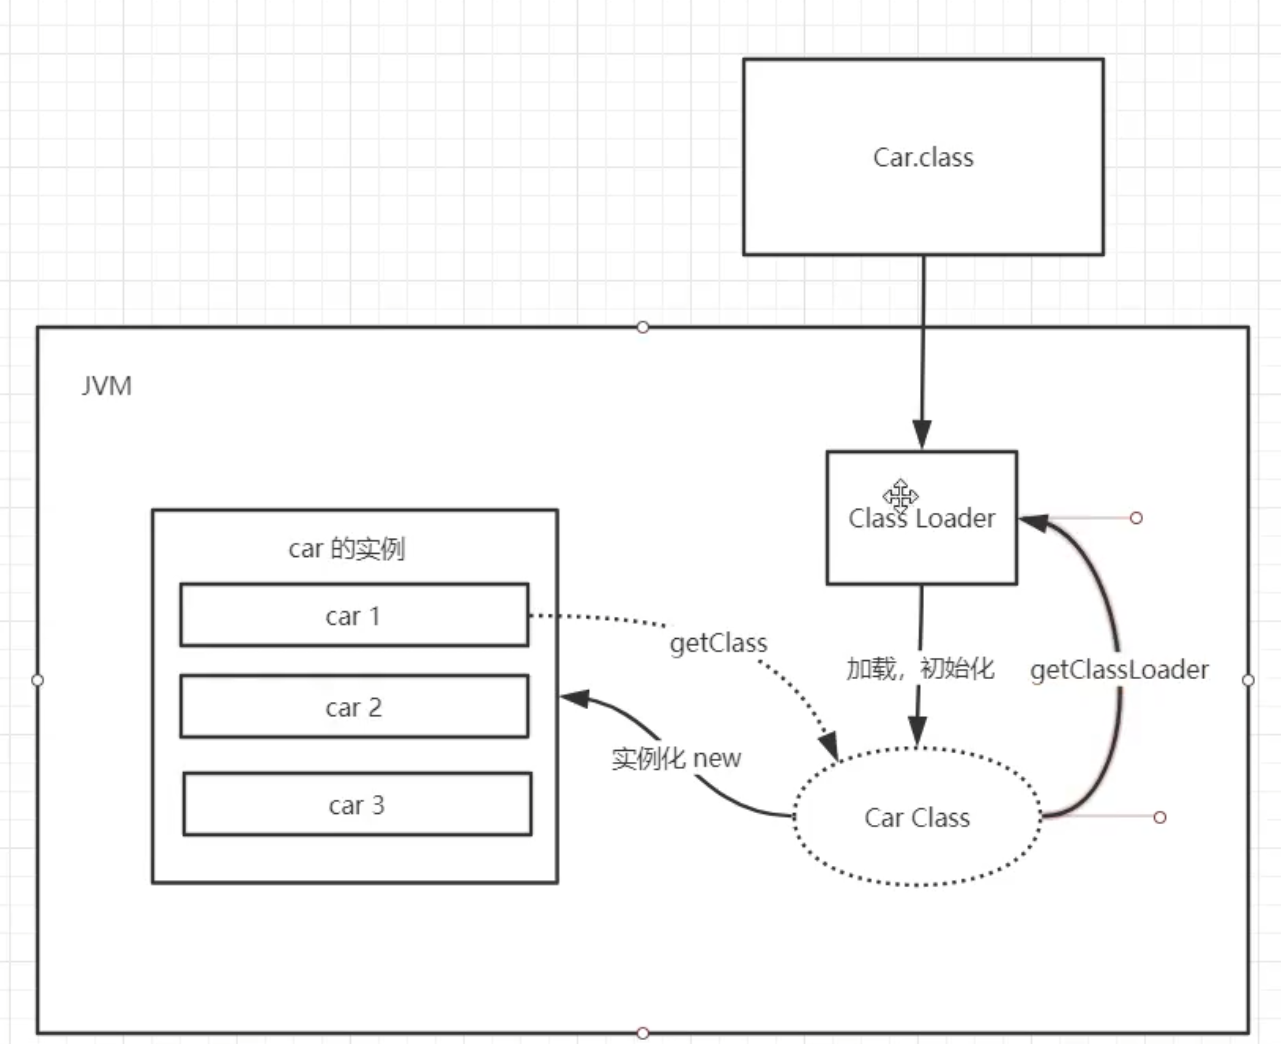 Car.class
JVM
Class Loader
car 的实例
car 1
getClass
加载，初始化
getClassLoader
car 2
实例化 new
car 3
Car Class